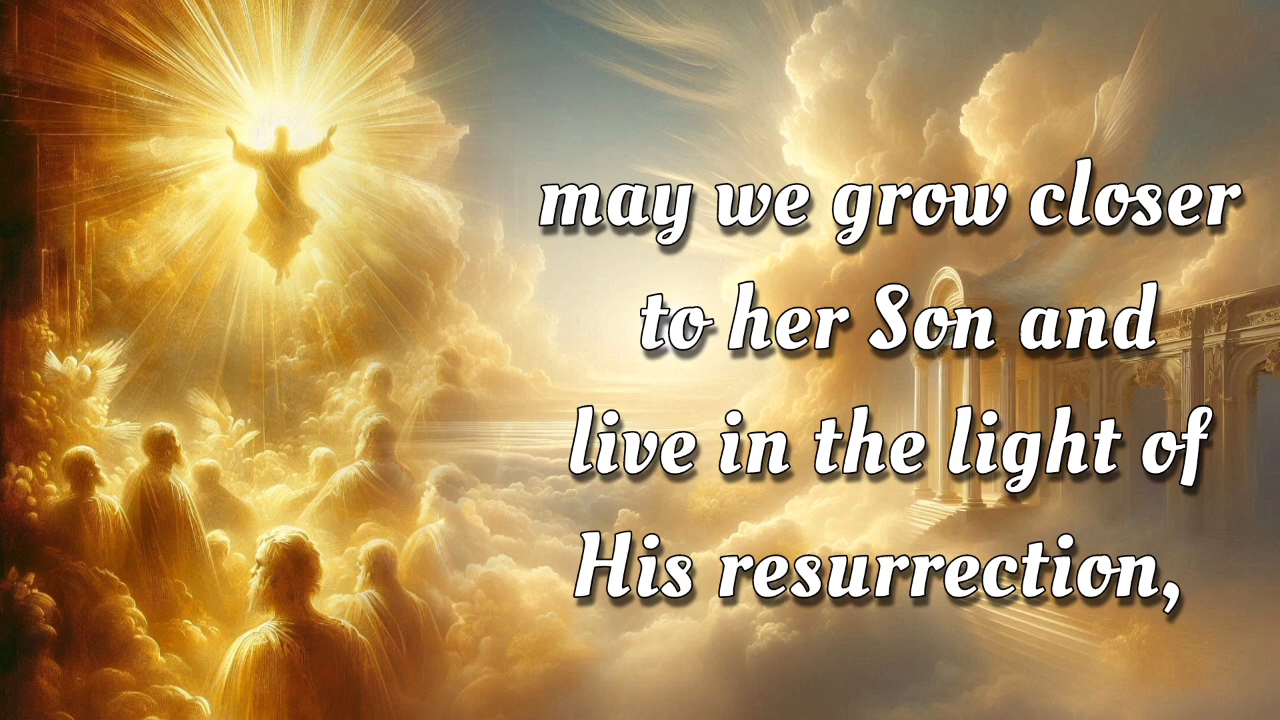 may we grow closer
to her Son and
live in the light of
His resurrection,